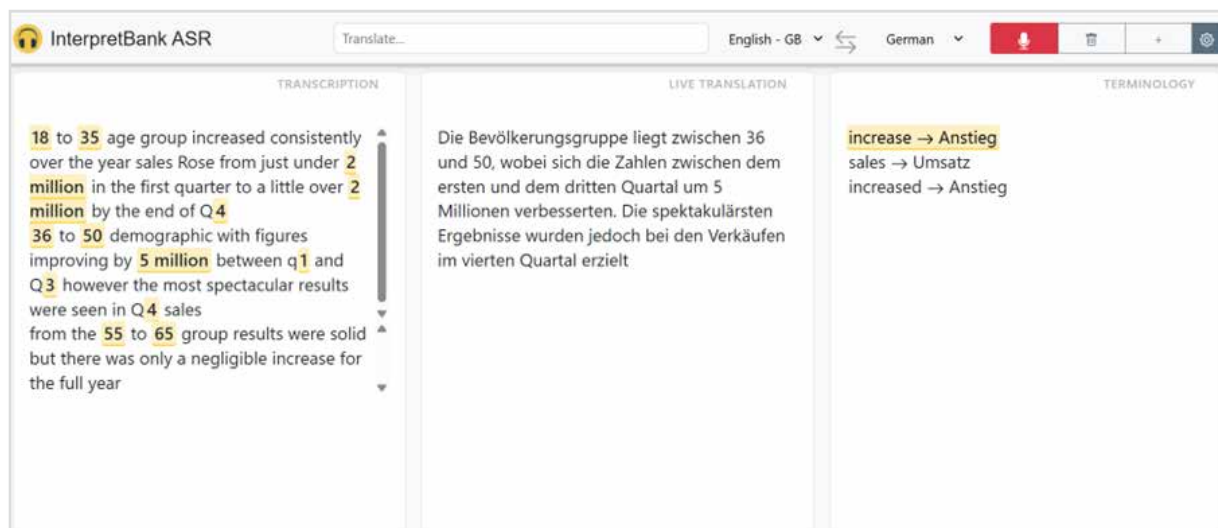 InterpretBank ASR
Translate...
English - GB
German
+
TRANSCRIPTION
18 to 35 age group increased consistently
over the year sales Rose from just under 2
million in the first quarter to a little over 2
million by the end of Q4
36 to 50 demographic with figures
improving by 5 million between q1 and
Q3 however the most spectacular results
were seen in Q4 sales
from the 55 to 65 group results were solid
but there was only a negligible increase for
the full year
LIVE TRANSLATION
Die Bevölkerungsgruppe liegt zwischen 36
und 50, wobei sich die Zahlen zwischen dem
ersten und dem dritten Quartal um 5
Millionen verbesserten. Die spektakulärsten
Ergebnisse wurden jedoch bei den Verkäufen
im vierten Quartal erzielt
TERMINOLOGY
increase → Anstieg
sales → Umsatz
increased → Anstieg